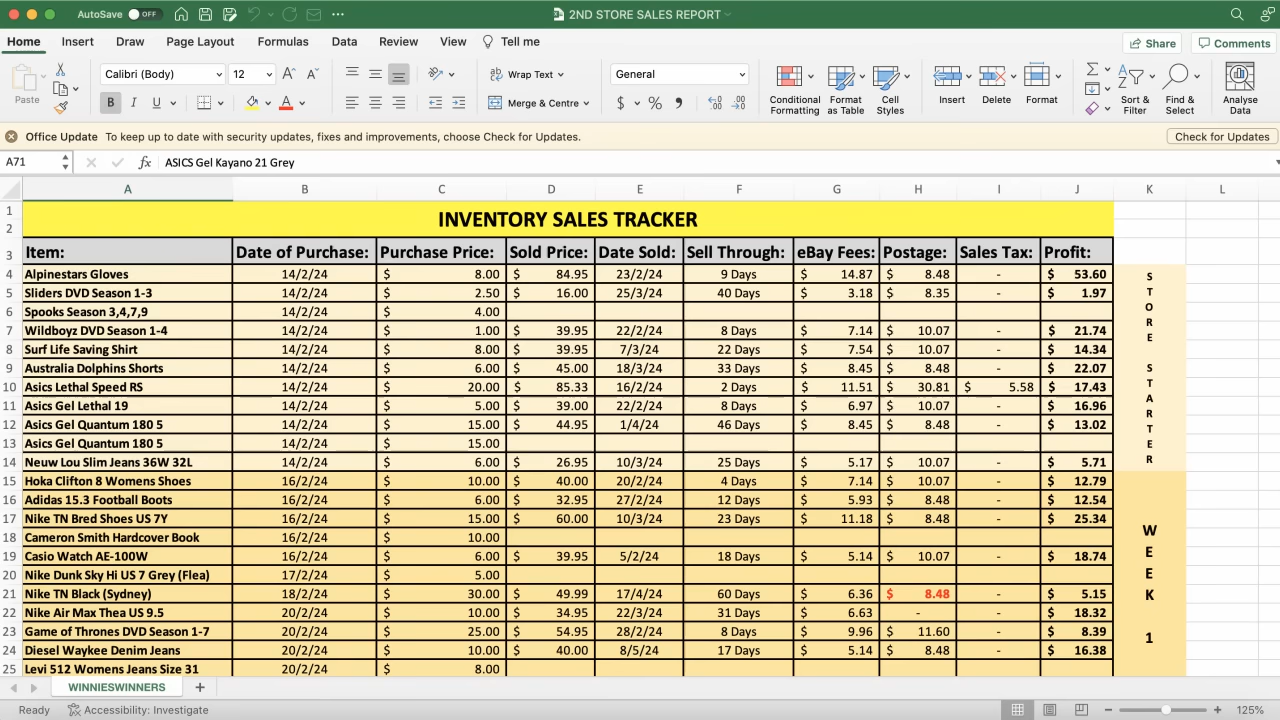 AutoSave OFF 2ND STORE SALES REPORT
Home Insert Draw Page Layout Formulas Data Review View Tell me Share Comments
Paste Calibri (Body) 12 Wrap Text General
B I U Merge & Centre $ % Conditional Formatting Format as Table Cell Styles Insert Delete Format Sort & Filter Find & Select Analyse Data
Office Update To keep up to date with security updates, fixes and improvements, choose Check for Updates. Check for Updates
A71 fx ASICS Gel Kayano 21 Grey
A B C D E F G H I J K L
1 INVENTORY SALES TRACKER
2
3 Item: Date of Purchase: Purchase Price: Sold Price: Date Sold: Sell Through: eBay Fees: Postage: Sales Tax: Profit:
4 Alpinestars Gloves 14/2/24 $ 8.00 $ 84.95 23/2/24 9 Days $ 14.87 $ 8.48 - $ 53.60
5 Sliders DVD Season 1-3 14/2/24 $ 2.50 $ 16.00 25/3/24 40 Days $ 3.18 $ 8.35 - $ 1.97
6 Spooks Season 3,4,7,9 14/2/24 $ 4.00
7 Wildboyz DVD Season 1-4 14/2/24 $ 1.00 $ 39.95 22/2/24 8 Days $ 7.14 $ 10.07 - $ 21.74
8 Surf Life Saving Shirt 14/2/24 $ 8.00 $ 39.95 7/3/24 22 Days $ 7.54 $ 10.07 - $ 14.34
9 Australia Dolphins Shorts 14/2/24 $ 6.00 $ 45.00 18/3/24 33 Days $ 8.45 $ 8.48 - $ 22.07
10 Asics Lethal Speed RS 14/2/24 $ 20.00 $ 85.33 16/2/24 2 Days $ 11.51 $ 30.81 $ 5.58 $ 17.43
11 Asics Gel Lethal 19 14/2/24 $ 5.00 $ 39.00 22/2/24 8 Days $ 6.97 $ 10.07 - $ 16.96
12 Asics Gel Quantum 180 5 14/2/24 $ 15.00 $ 44.95 1/4/24 46 Days $ 8.45 $ 8.48 - $ 13.02
13 Asics Gel Quantum 180 5 14/2/24 $ 15.00
14 Neuw Lou Slim Jeans 36W 32L 14/2/24 $ 6.00 $ 26.95 10/3/24 25 Days $ 5.17 $ 10.07 - $ 5.71
STORE STARTER
15 Hoka Clifton 8 Womens Shoes 16/2/24 $ 10.00 $ 40.00 20/2/24 4 Days $ 7.14 $ 10.07 - $ 12.79
16 Adidas 15.3 Football Boots 16/2/24 $ 6.00 $ 32.95 27/2/24 12 Days $ 5.93 $ 8.48 - $ 12.54
17 Nike TN Bred Shoes US 7Y 16/2/24 $ 15.00 $ 60.00 10/3/24 23 Days $ 11.18 $ 8.48 - $ 25.34
18 Cameron Smith Hardcover Book 16/2/24 $ 10.00
19 Casio Watch AE-100W 16/2/24 $ 6.00 $ 39.95 5/2/24 18 Days $ 5.14 $ 10.07 - $ 18.74
20 Nike Dunk Sky Hi US 7 Grey (Flea) 17/2/24 $ 5.00
21 Nike TN Black (Sydney) 18/2/24 $ 30.00 $ 49.99 17/4/24 60 Days $ 6.36 $ 8.48 - $ 5.15
22 Nike Air Max Thea US 9.5 20/2/24 $ 10.00 $ 34.95 22/3/24 31 Days $ 6.63 - - $ 18.32
23 Game of Thrones DVD Season 1-7 20/2/24 $ 25.00 $ 54.95 28/2/24 8 Days $ 9.96 $ 11.60 - $ 8.39
24 Diesel Waykee Denim Jeans 20/2/24 $ 10.00 $ 40.00 8/5/24 17 Days $ 5.14 $ 8.48 - $ 16.38
25 Levi 512 Womens Jeans Size 31 20/2/24 $ 8.00
WEEK 1
WINNIESWINNERS
Ready Accessibility: Investigate 125%